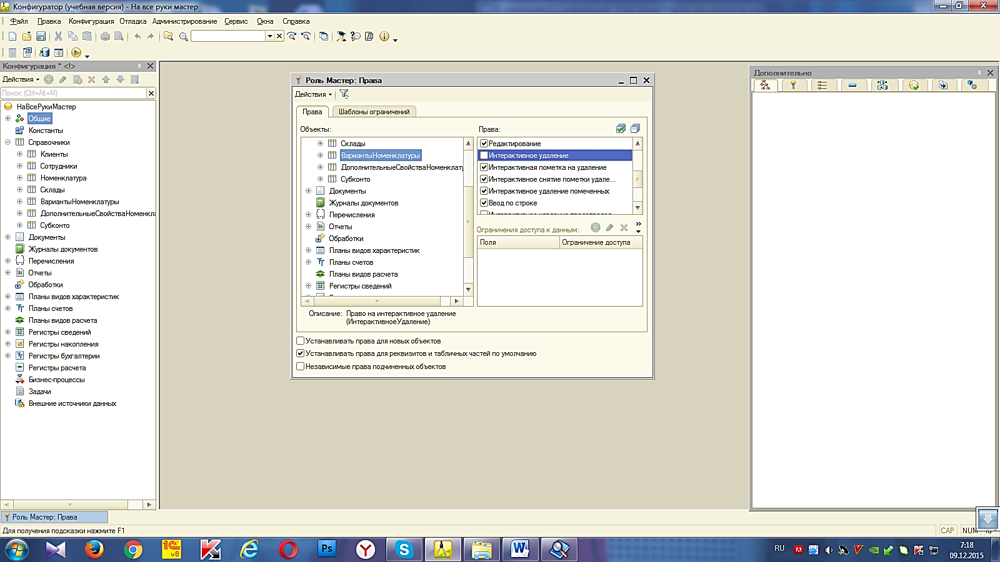 Конфигуратор (учебная версия) - На все руки мастер
Файл Правка Конфигурация Отладка Администрирование Сервис Окна Справка
Конфигурация * <!>
Действия
Поиск (Ctrl+Alt+M)
НаВсеРукиМастер
Общие
Константы
Справочники
Клиенты
Сотрудники
Номенклатура
Склады
ВариантыНоменклатуры
ДополнительныеСвойстваНоменкла
Субконто
Документы
Журналы документов
Перечисления
Отчеты
Обработки
Планы видов характеристик
Планы счетов
Планы видов расчета
Регистры сведений
Регистры накопления
Регистры бухгалтерии
Регистры расчета
Бизнес-процессы
Задачи
Внешние источники данных
Роль Мастер: Права
Действия
Права Шаблоны ограничений
Объекты:
Склады
ВариантыНоменклатуры
ДополнительныеСвойстваНоменклату
Субконто
Документы
Журналы документов
Перечисления
Отчеты
Обработки
Планы видов характеристик
Планы счетов
Планы видов расчета
Регистры сведений
Права:
Редактирование
Интерактивное удаление
Интерактивная пометка на удаление
Интерактивное снятие пометки удале...
Интерактивное удаление помеченных
Ввод по строке
Ограничения доступа к данным:
Поля Ограничение доступа
Описание: Право на интерактивное удаление
(ИнтерактивноеУдаление)
Устанавливать права для новых объектов
Устанавливать права для реквизитов и табличных частей по умолчанию
Независимые права подчиненных объектов
Дополнительно
Роль Мастер: Права
Для получения подсказки нажмите F1
CAP NUM
1C v8
Ps
RU
7:18
09.12.2015